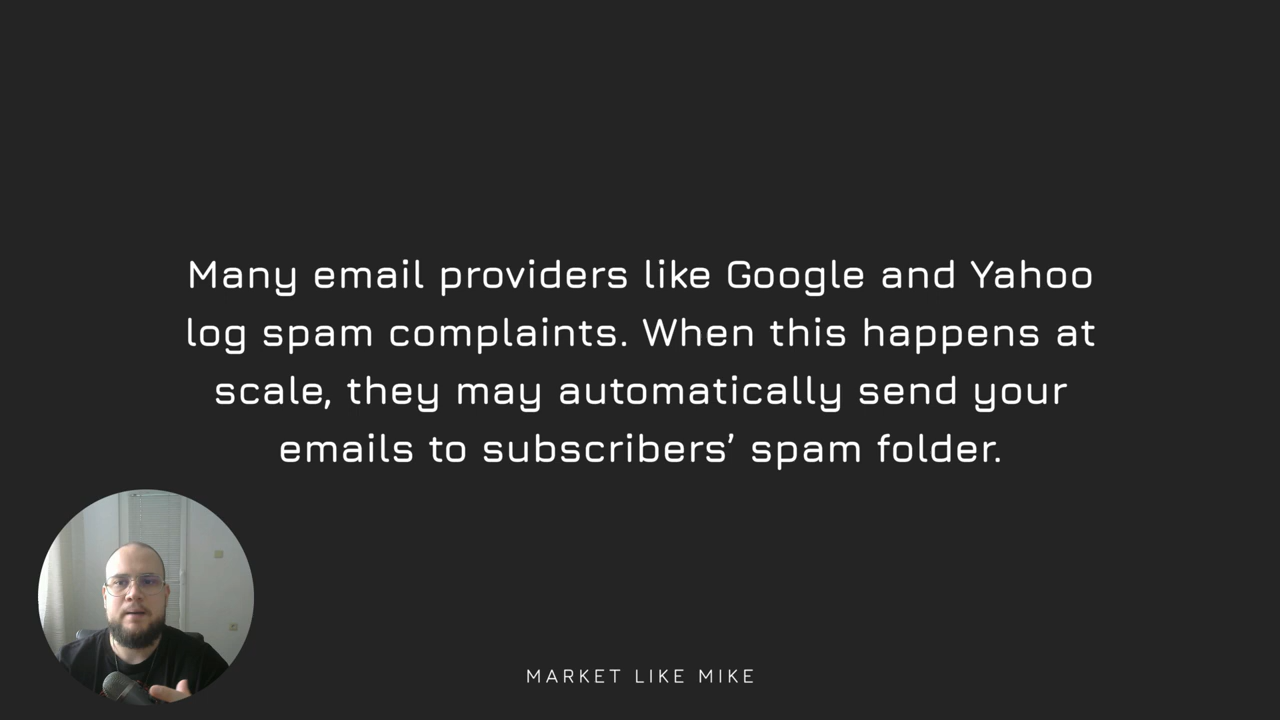 Many email providers like Google and Yahoo
log spam complaints. When this happens at
scale, they may automatically send your
emails to subscribers’ spam folder.
MARKET LIKE MIKE